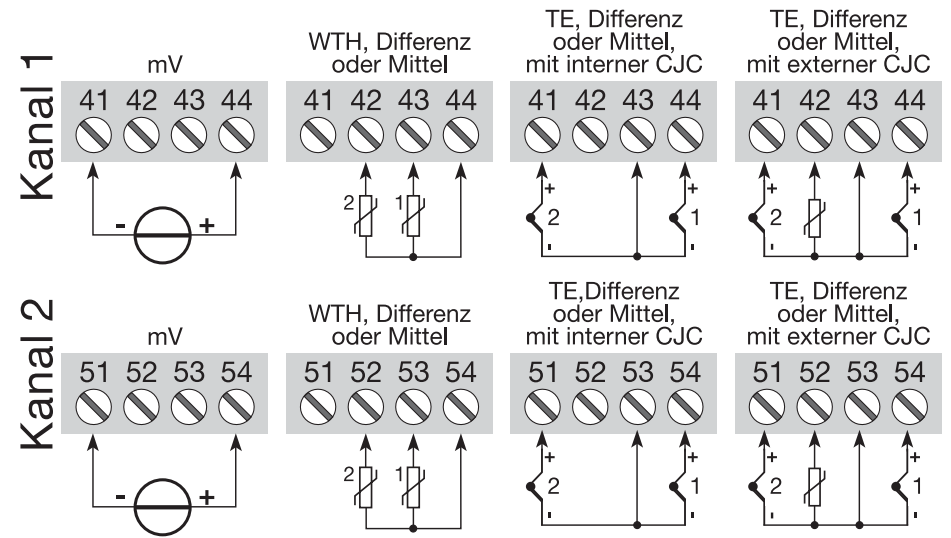 Kanal 1
mV
41 42 43 44
- +
WTH, Differenz
oder Mittel
41 42 43 44
2 1
TE, Differenz
oder Mittel,
mit interner CJC
41 42 43 44
+ +
2 1
- -
TE, Differenz
oder Mittel,
mit externer CJC
41 42 43 44
+ +
2 1
- -
Kanal 2
mV
51 52 53 54
- +
WTH, Differenz
oder Mittel
51 52 53 54
2 1
TE,Differenz
oder Mittel,
mit interner CJC
51 52 53 54
+ +
2 1
- -
TE, Differenz
oder Mittel,
mit externer CJC
51 52 53 54
+ +
2 1
- -